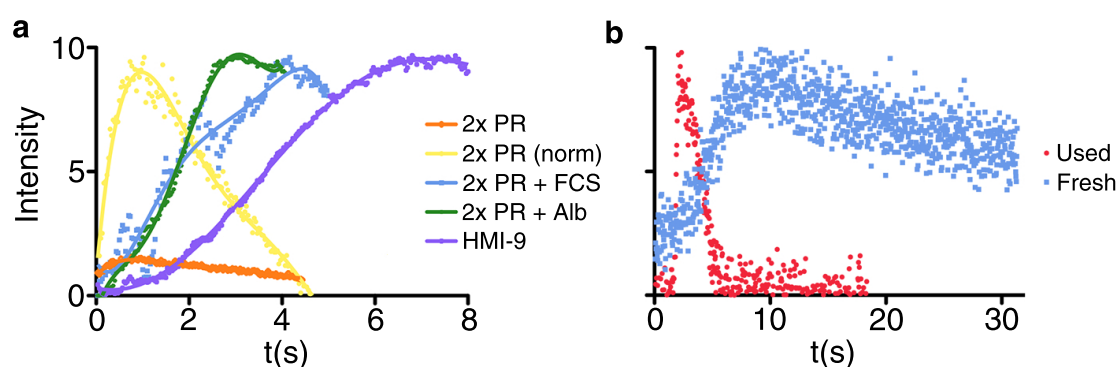 a
Intensity
10
5
0
0 2 4 6 8
t(s)
2x PR
2x PR (norm)
2x PR + FCS
2x PR + Alb
HMI-9
b
0 10 20 30
t(s)
Used
Fresh